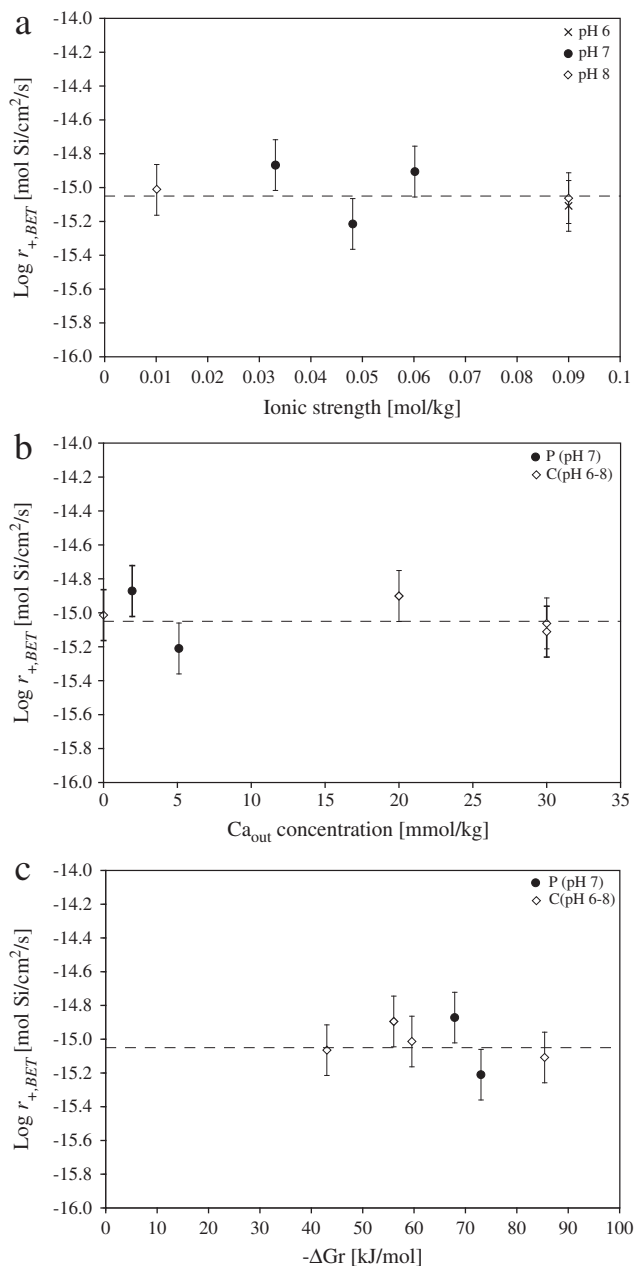 a
-14.0
-14.2
-14.4
-14.6
-14.8
-15.0
-15.2
-15.4
-15.6
-15.8
-16.0
Log r+,BET [mol Si/cm2/s]
pH 6
pH 7
pH 8
0 0.01 0.02 0.03 0.04 0.05 0.06 0.07 0.08 0.09 0.1
Ionic strength [mol/kg]
b
-14.0
-14.2
-14.4
-14.6
-14.8
-15.0
-15.2
-15.4
-15.6
-15.8
-16.0
Log r+,BET [mol Si/cm2/s]
P (pH 7)
C(pH 6-8)
0 5 10 15 20 25 30 35
Caout concentration [mmol/kg]
c
-14.0
-14.2
-14.4
-14.6
-14.8
-15.0
-15.2
-15.4
-15.6
-15.8
-16.0
Log r+,BET [mol Si/cm2/s]
P (pH 7)
C(pH 6-8)
0 10 20 30 40 50 60 70 80 90 100
-ΔGr [kJ/mol]